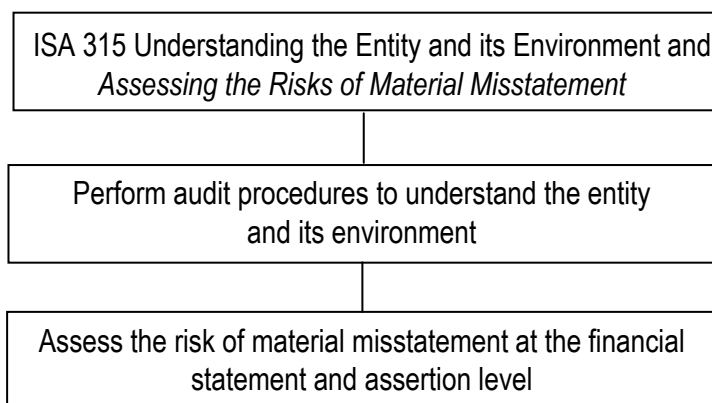 ISA 315 Understanding the Entity and its Environment and
Assessing the Risks of Material Misstatement
Perform audit procedures to understand the entity
and its environment
Assess the risk of material misstatement at the financial
statement and assertion level